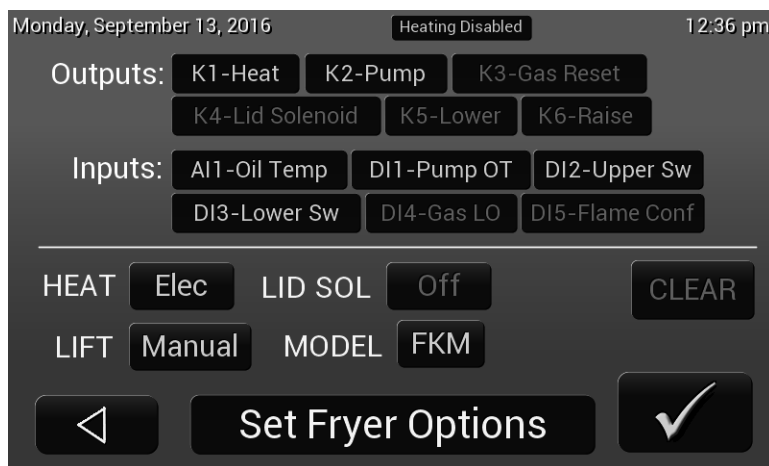 Monday, September 13, 2016 Heating Disabled 12:36 pm
Outputs: K1-Heat K2-Pump K3-Gas Reset
K4-Lid Solenoid K5-Lower K6-Raise
Inputs: AI1-Oil Temp DI1-Pump OT DI2-Upper Sw
DI3-Lower Sw DI4-Gas LO DI5-Flame Conf
HEAT Elec LID SOL Off CLEAR
LIFT Manual MODEL FKM
Set Fryer Options